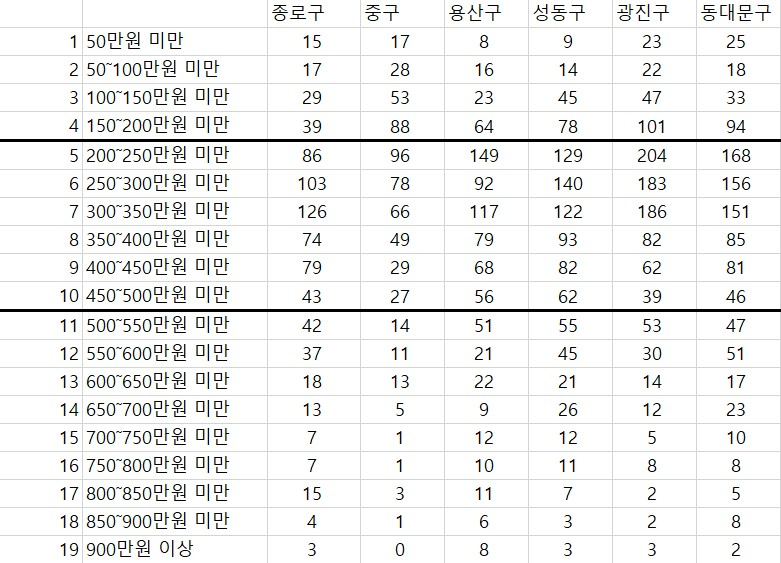 종로구 중구 용산구 성동구 광진구 동대문구
1 50만원 미만 15 17 8 9 23 25
2 50~100만원 미만 17 28 16 14 22 18
3 100~150만원 미만 29 53 23 45 47 33
4 150~200만원 미만 39 88 64 78 101 94
5 200~250만원 미만 86 96 149 129 204 168
6 250~300만원 미만 103 78 92 140 183 156
7 300~350만원 미만 126 66 117 122 186 151
8 350~400만원 미만 74 49 79 93 82 85
9 400~450만원 미만 79 29 68 82 62 81
10 450~500만원 미만 43 27 56 62 39 46
11 500~550만원 미만 42 14 51 55 53 47
12 550~600만원 미만 37 11 21 45 30 51
13 600~650만원 미만 18 13 22 21 14 17
14 650~700만원 미만 13 5 9 26 12 23
15 700~750만원 미만 7 1 12 12 5 10
16 750~800만원 미만 7 1 10 11 8 8
17 800~850만원 미만 15 3 11 7 2 5
18 850~900만원 미만 4 1 6 3 2 8
19 900만원 이상 3 0 8 3 3 2